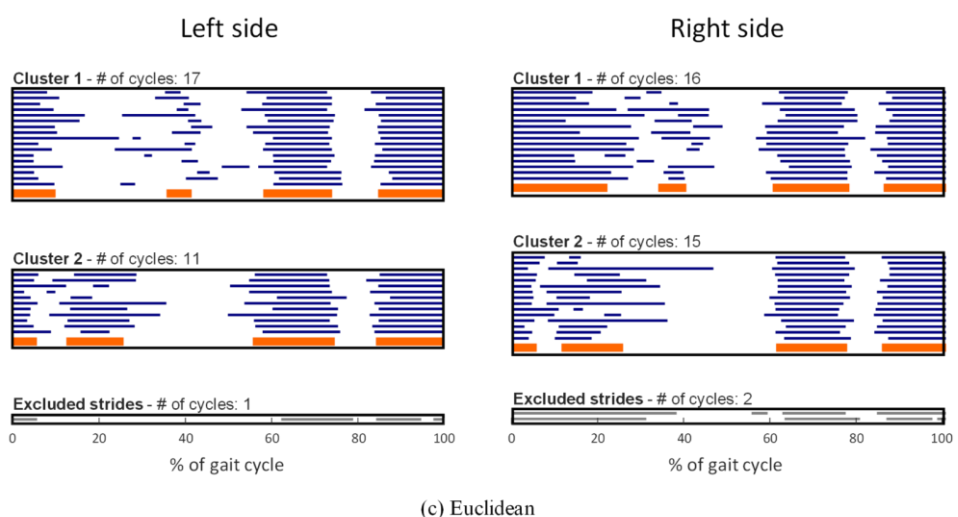 Left side
Right side
Cluster 1 - # of cycles: 17
Cluster 1 - # of cycles: 16
Cluster 2 - # of cycles: 11
Cluster 2 - # of cycles: 15
Excluded strides - # of cycles: 1
Excluded strides - # of cycles: 2
0 20 40 60 80 100
0 20 40 60 80 100
% of gait cycle
% of gait cycle
(c) Euclidean